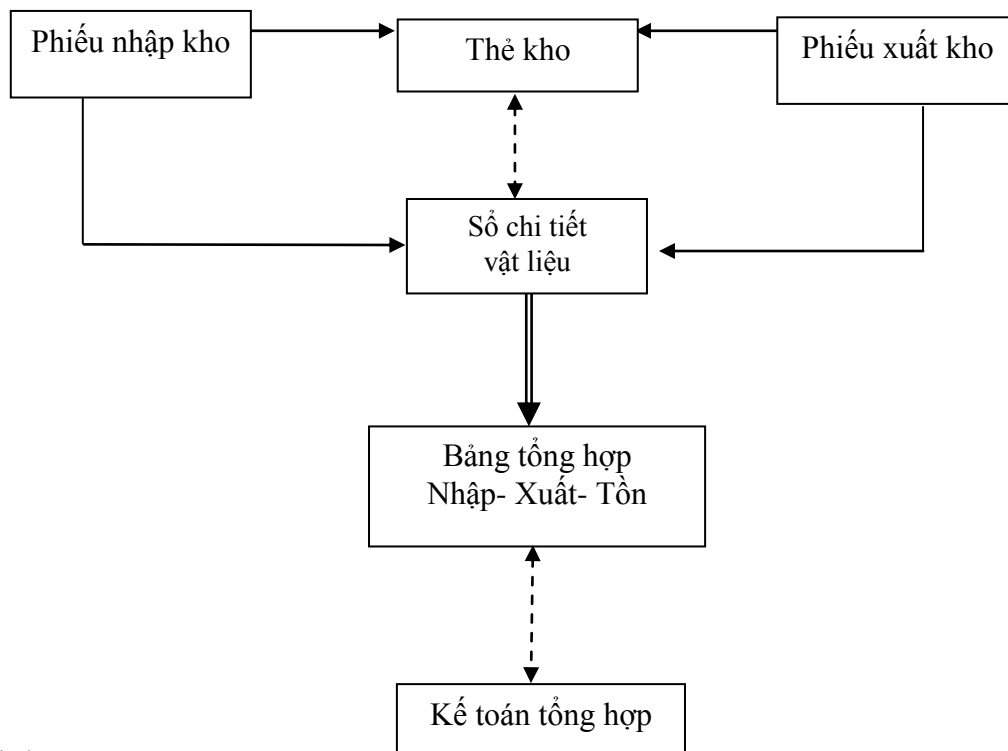 Phiếu nhập kho
Thẻ kho
Phiếu xuất kho
Sổ chi tiết
vật liệu
Bảng tổng hợp
Nhập- Xuất- Tồn
Kế toán tổng hợp